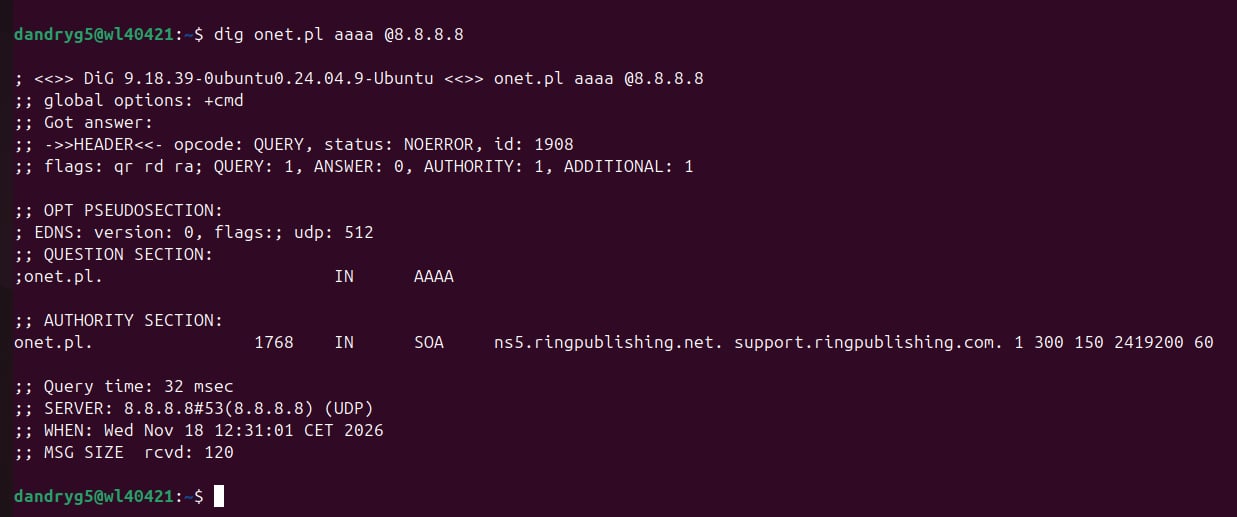 dandryg5@wl40421:~$ dig onet.pl aaaa @8.8.8.8
; <<>> DiG 9.18.39-0ubuntu0.24.04.9-Ubuntu <<>> onet.pl aaaa @8.8.8.8
;; global options: +cmd
;; Got answer:
;; ->>HEADER<<- opcode: QUERY, status: NOERROR, id: 1908
;; flags: qr rd ra; QUERY: 1, ANSWER: 0, AUTHORITY: 1, ADDITIONAL: 1
;; OPT PSEUDOSECTION:
; EDNS: version: 0, flags:; udp: 512
;; QUESTION SECTION:
;onet.pl. IN AAAA
;; AUTHORITY SECTION:
onet.pl. 1768 IN SOA ns5.ringpublishing.net. support.ringpublishing.com. 1 300 150 2419200 60
;; Query time: 32 msec
;; SERVER: 8.8.8.8#53(8.8.8.8) (UDP)
;; WHEN: Wed Nov 18 12:31:01 CET 2026
;; MSG SIZE  rcvd: 120
dandryg5@wl40421:~$